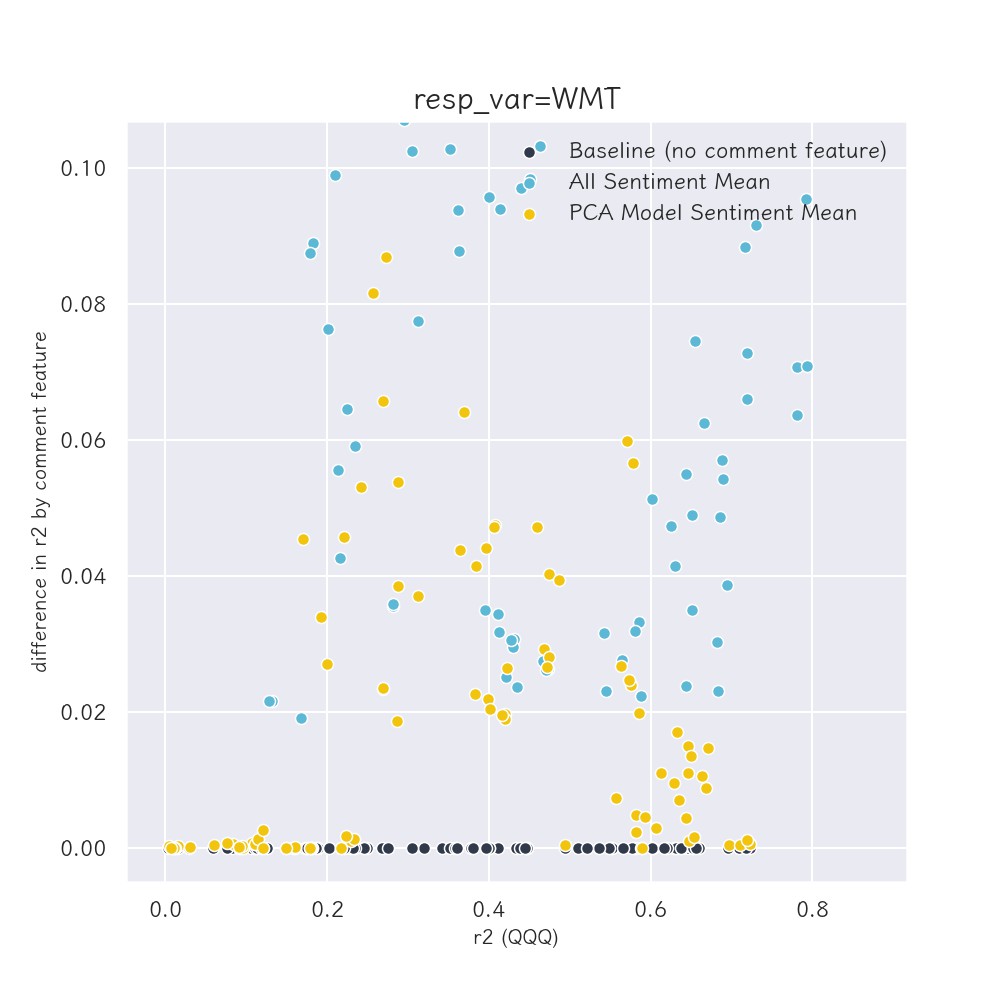 resp_var=WMT
Baseline (no comment feature)
All Sentiment Mean
PCA Model Sentiment Mean
difference in r2 by comment feature
0.10
0.08
0.06
0.04
0.02
0.00
0.0 0.2 0.4 0.6 0.8
r2 (QQQ)